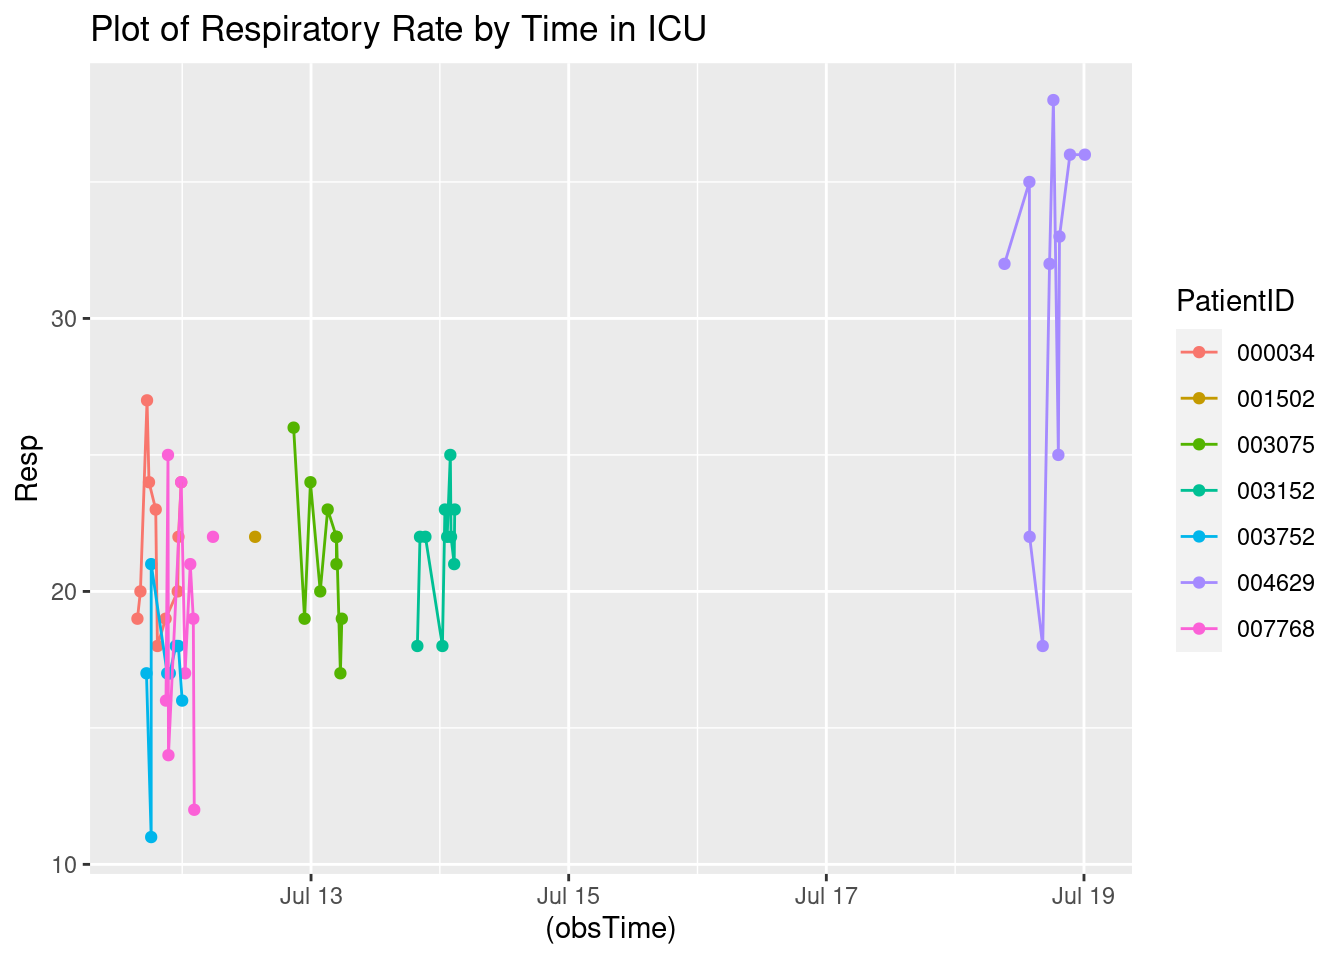 Plot of Respiratory Rate by Time in ICU
Resp
30
20
10
Jul 13
Jul 15
Jul 17
Jul 19
(obsTime)
PatientID
000034
001502
003075
003152
003752
004629
007768